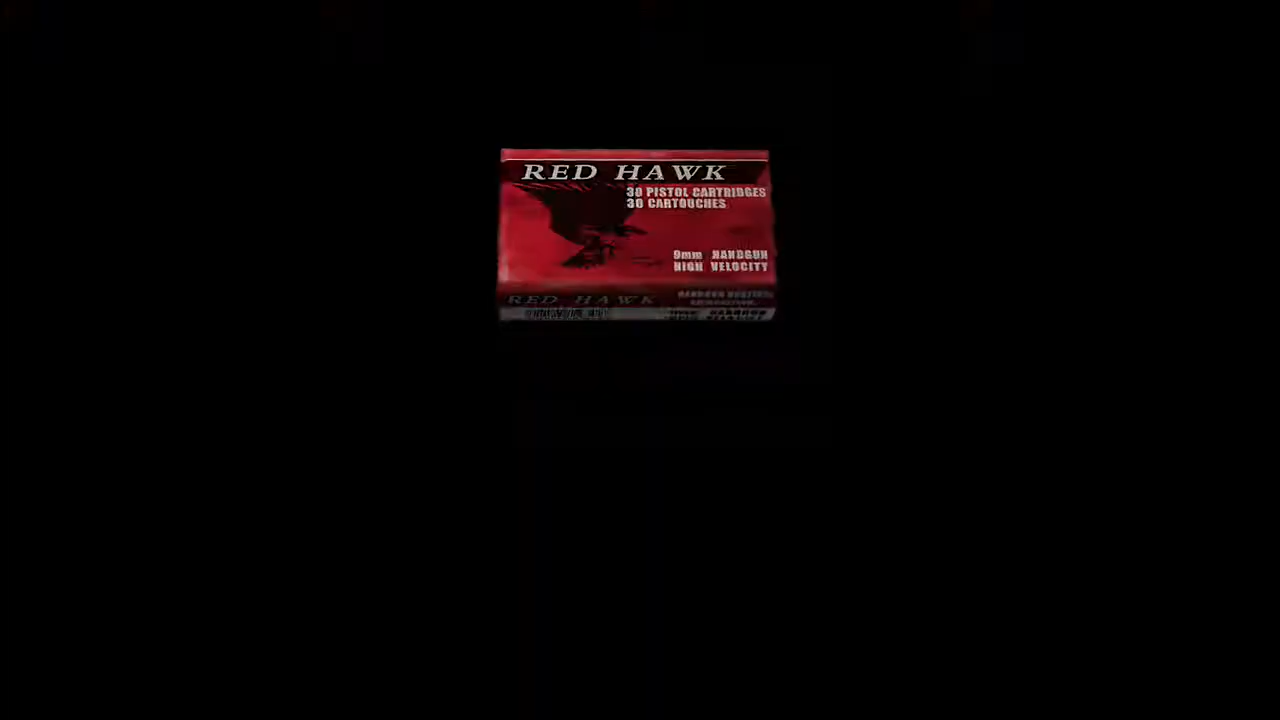 RED HAWK
30 PISTOL CARTRIDGES
30 CARTOUCHES
9mm HANDGUN
HIGH VELOCITY
RED HAWK